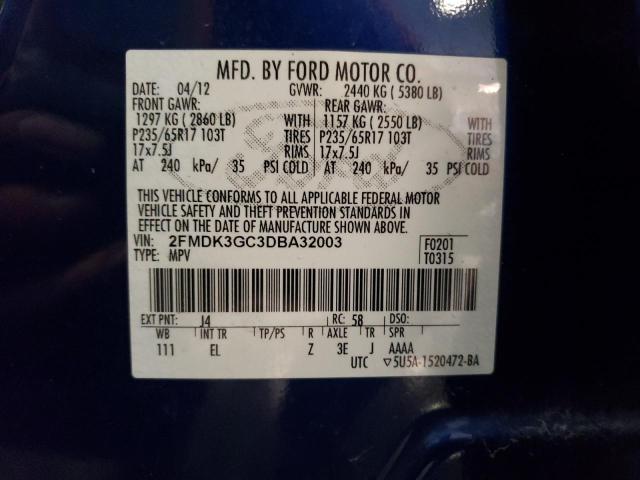 MFD. BY FORD MOTOR CO.
DATE: 04/12 GVWR: 2440 KG ( 5380 LB)
FRONT GAWR: REAR GAWR:
1297 KG ( 2860 LB) WITH 1157 KG ( 2550 LB) WITH
P235/65R17 103T TIRES P235/65R17 103T TIRES
17x7.5J RIMS 17x7.5J RIMS
AT 240 kPa/ 35 PSI COLD AT 240 kPa/ 35 PSI COLD
THIS VEHICLE CONFORMS TO ALL APPLICABLE FEDERAL MOTOR
VEHICLE SAFETY AND THEFT PREVENTION STANDARDS IN
EFFECT ON THE DATE OF MANUFACTURE SHOWN ABOVE.
VIN: 2FMDK3GC3DBA32003 F0201
TYPE: MPV T0315
EXT PNT: J4 RC: 58 DSO:
WB INT TR TP/PS R AXLE TR SPR
111 EL Z 3E J AAAA
UTC ▽5U5A-1520472-BA